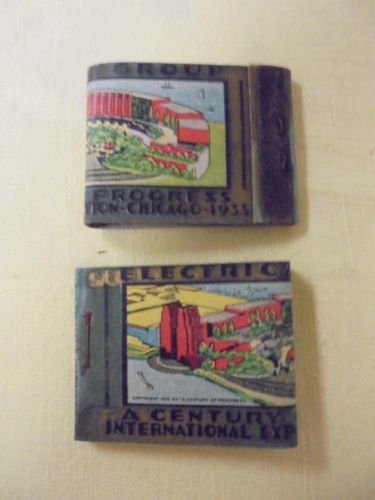 GROUP
PROGRESS
TION-CHICAGO-1933
ELECTRIC
A CENTURY
INTERNATIONAL EXP